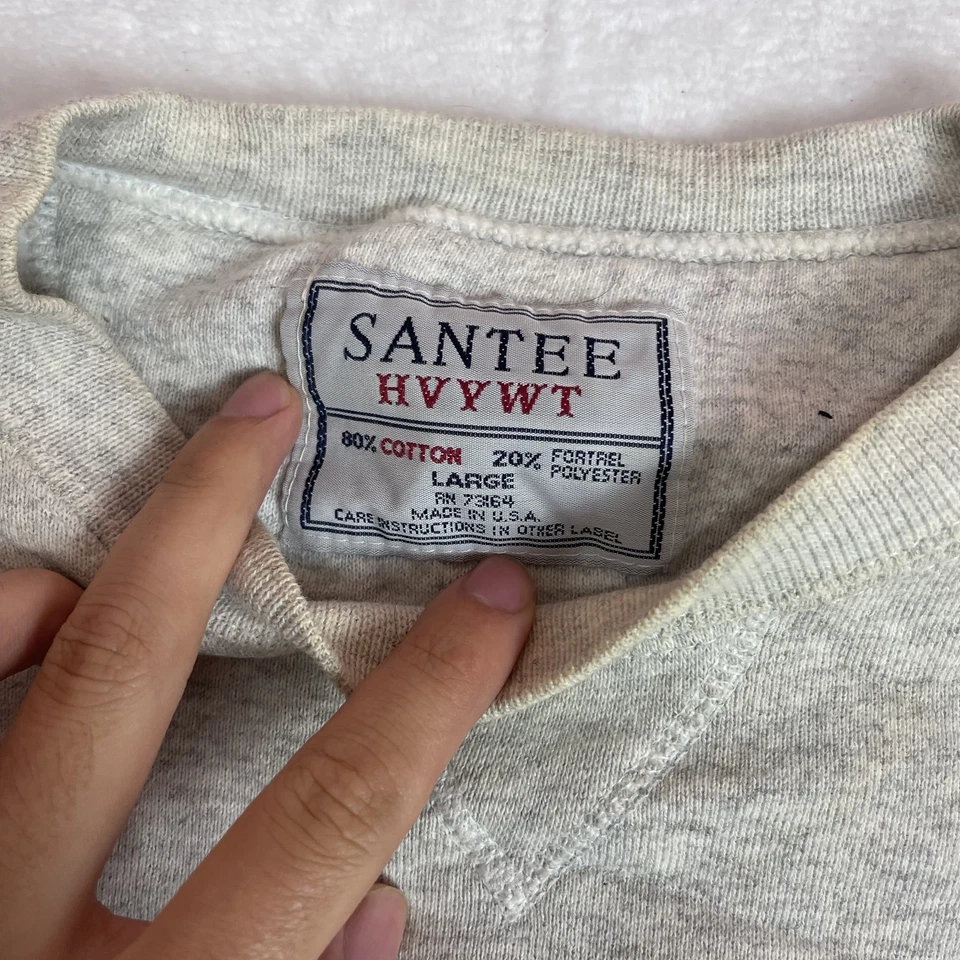 SANTEE
HVYWT
80% COTTON 20% FORTREL
POLYESTER
LARGE
RN 73164
MADE IN U.S.A.
CARE INSTRUCTIONS IN OTHER LABEL